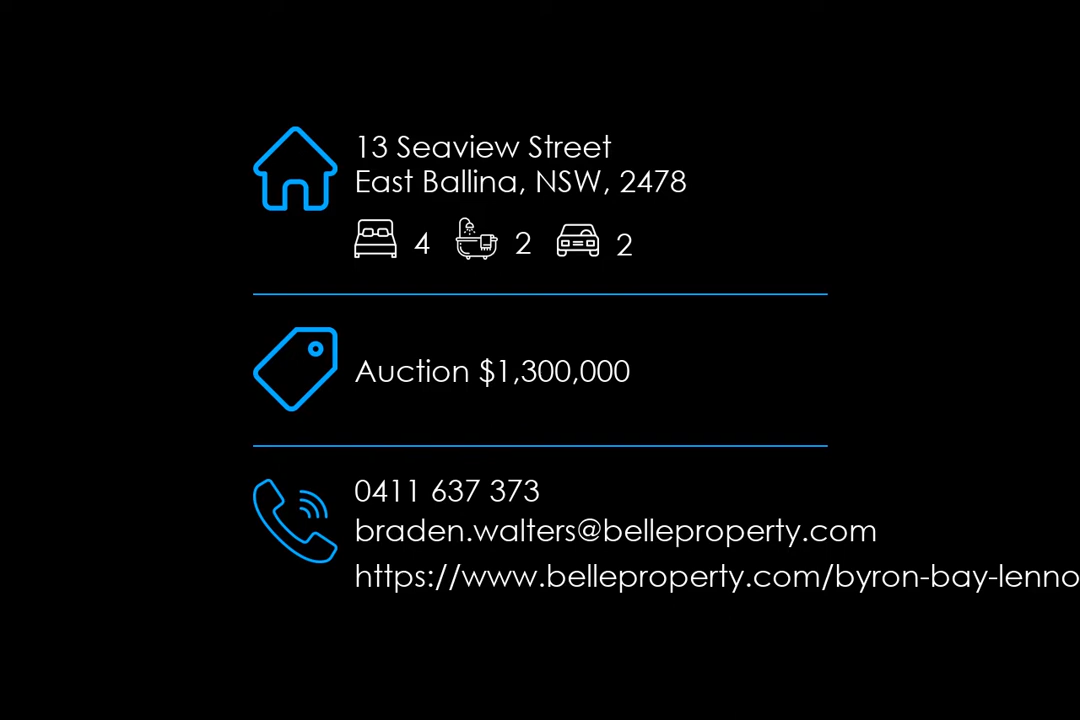 13 Seaview Street
East Ballina, NSW, 2478
4 2 2
Auction $1,300,000
0411 637 373
braden.walters@belleproperty.com
https://www.belleproperty.com/byron-bay-lenno